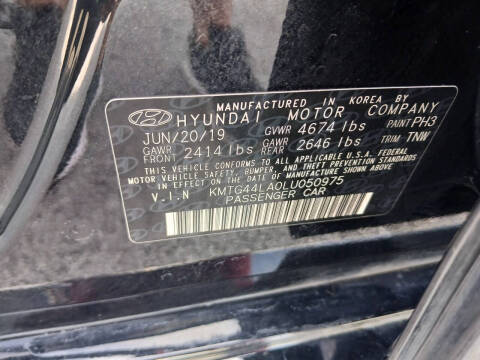 MANUFACTURED IN KOREA BY
HYUNDAI MOTOR COMPANY
JUN/20/19 GVWR 4674 lbs PAINT PH3
GAWR FRONT 2414 lbs GAWR REAR 2646 lbs TRIM TNW
THIS VEHICLE CONFORMS TO ALL APPLICABLE U.S.A. FEDERAL
MOTOR VEHICLE SAFETY, BUMPER, AND THEFT PREVENTION STANDARDS
IN EFFECT ON THE DATE OF MANUFACTURE SHOWN ABOVE.
V.I.N KMTG44LA0LU050975
PASSENGER CAR